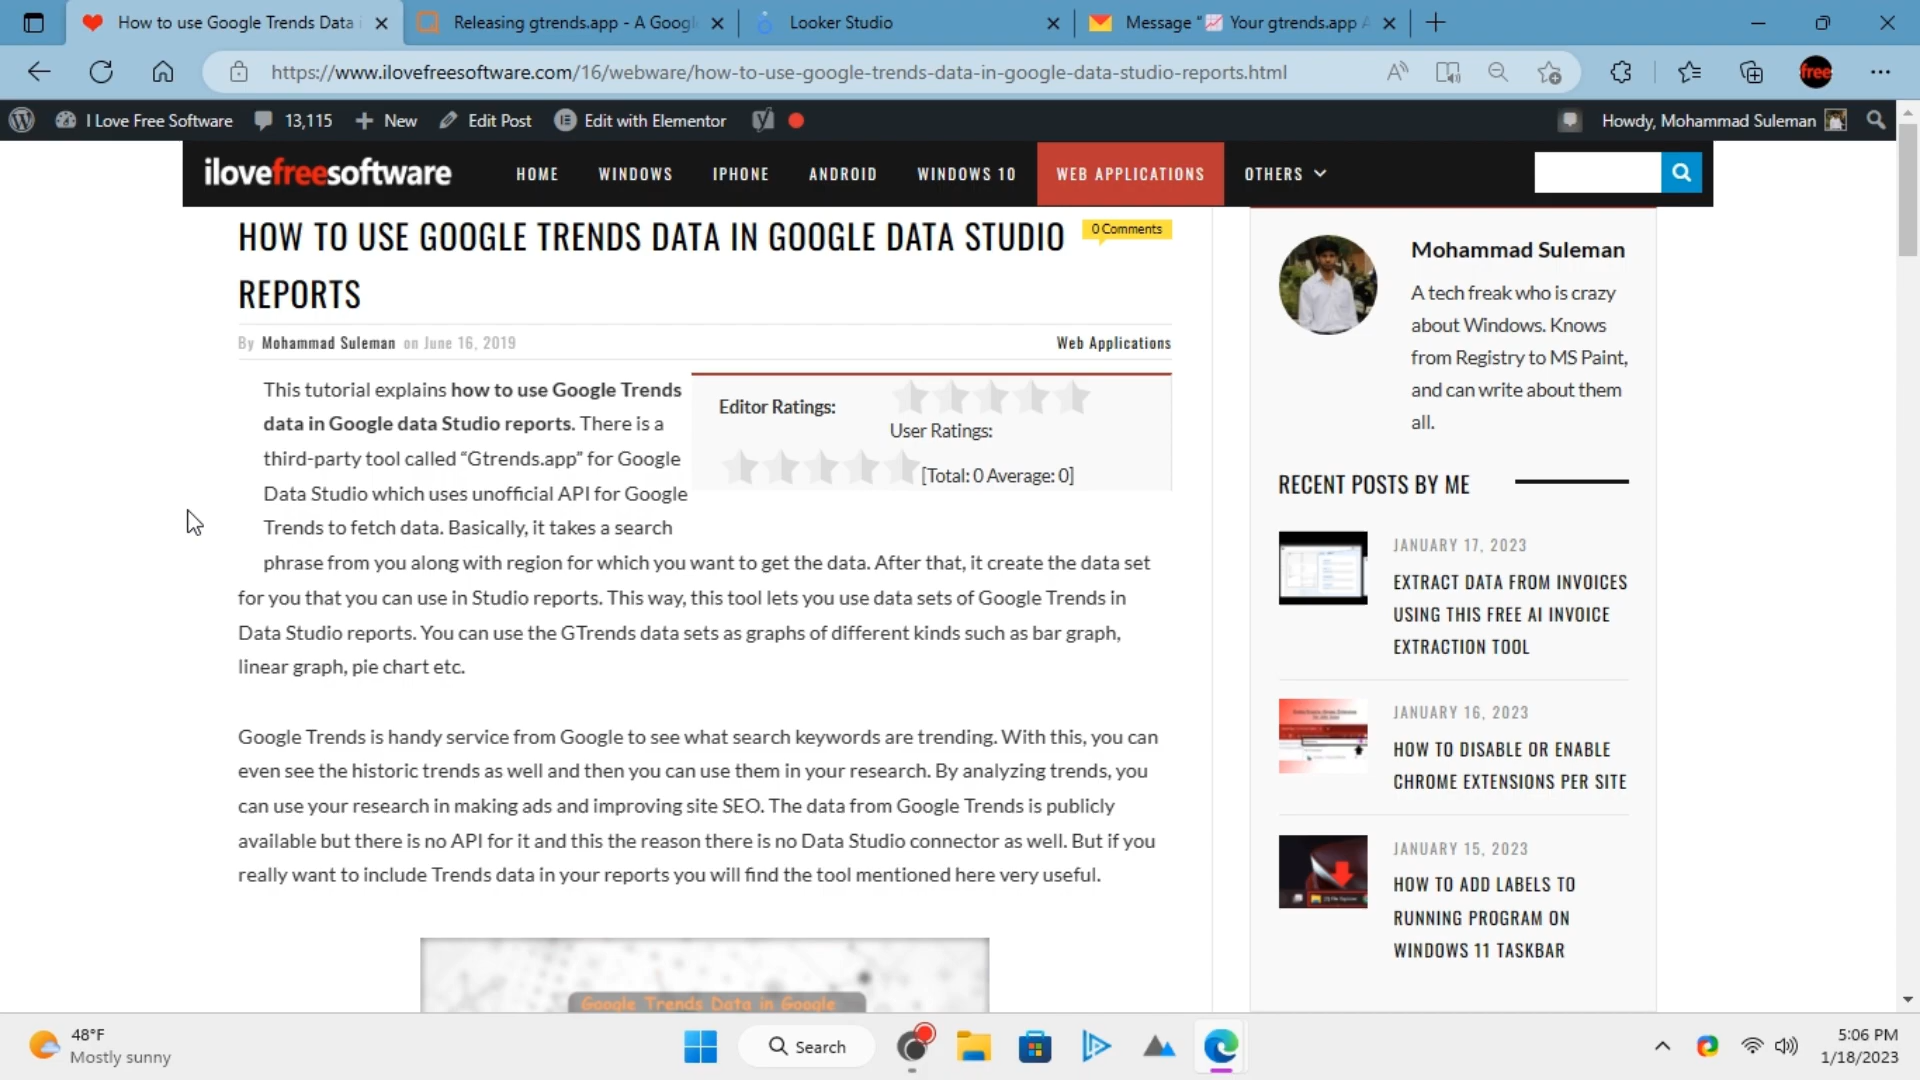 How to use Google Trends Data i
Releasing gtrends.app - A Googl
Looker Studio
Message "📈 Your gtrends.app A
https://www.ilovefreesoftware.com/16/webware/how-to-use-google-trends-data-in-google-data-studio-reports.html
free
I Love Free Software
13,115
New
Edit Post
Edit with Elementor
Howdy, Mohammad Suleman
ilovefreesoftware
HOME
WINDOWS
IPHONE
ANDROID
WINDOWS 10
WEB APPLICATIONS
OTHERS
HOW TO USE GOOGLE TRENDS DATA IN GOOGLE DATA STUDIO
REPORTS
0 Comments
By Mohammad Suleman on June 16, 2019
Web Applications
This tutorial explains how to use Google Trends
data in Google data Studio reports. There is a
third-party tool called “Gtrends.app” for Google
Data Studio which uses unofficial API for Google
Trends to fetch data. Basically, it takes a search
phrase from you along with region for which you want to get the data. After that, it create the data set
for you that you can use in Studio reports. This way, this tool lets you use data sets of Google Trends in
Data Studio reports. You can use the GTrends data sets as graphs of different kinds such as bar graph,
linear graph, pie chart etc.
Editor Ratings:
User Ratings:
[Total: 0 Average: 0]
Google Trends is handy service from Google to see what search keywords are trending. With this, you can
even see the historic trends as well and then you can use them in your research. By analyzing trends, you
can use your research in making ads and improving site SEO. The data from Google Trends is publicly
available but there is no API for it and this the reason there is no Data Studio connector as well. But if you
really want to include Trends data in your reports you will find the tool mentioned here very useful.
Google Trends Data in Google
Mohammad Suleman
A tech freak who is crazy
about Windows. Knows
from Registry to MS Paint,
and can write about them
all.
RECENT POSTS BY ME
JANUARY 17, 2023
EXTRACT DATA FROM INVOICES
USING THIS FREE AI INVOICE
EXTRACTION TOOL
JANUARY 16, 2023
HOW TO DISABLE OR ENABLE
CHROME EXTENSIONS PER SITE
JANUARY 15, 2023
HOW TO ADD LABELS TO
RUNNING PROGRAM ON
WINDOWS 11 TASKBAR
48°F
Mostly sunny
Search
5:06 PM
1/18/2023